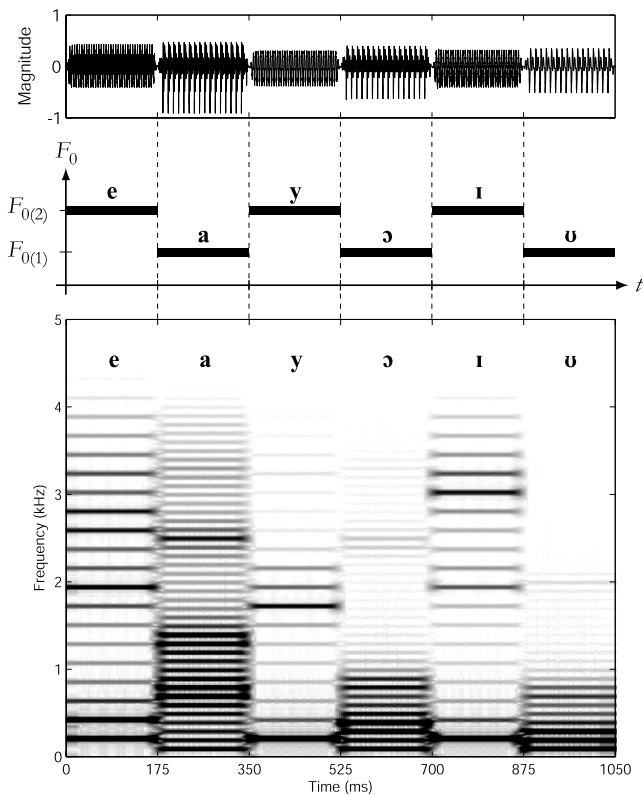 1
0
-1
Magnitude
F0
F0(2)
F0(1)
e
a
y
ɔ
ɪ
ʊ
t
5
4
3
2
1
0
Frequency (kHz)
e
a
y
ɔ
ɪ
ʊ
0
175
350
525
700
875
1050
Time (ms)